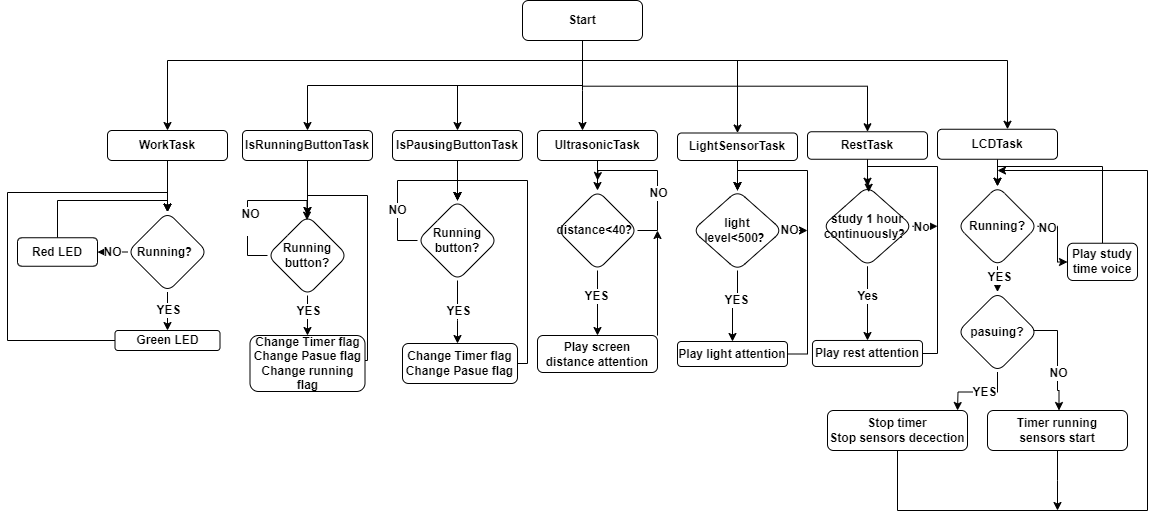 Start
WorkTask
IsRunningButtonTask
IsPausingButtonTask
UltrasonicTask
LightSensorTask
RestTask
LCDTask
Red LED
NO
Running?
YES
Green LED
NO
Running
button?
YES
Change Timer flag
Change Pasue flag
Change running
flag
NO
Running
button?
YES
Change Timer flag
Change Pasue flag
NO
distance<40?
YES
Play screen
distance attention
light
level<500?
NO
YES
Play light attention
study 1 hour
continuously?
No
Yes
Play rest attention
Running?
NO
Play study
time voice
YES
pasuing?
YES
NO
Stop timer
Stop sensors decection
Timer running
sensors start